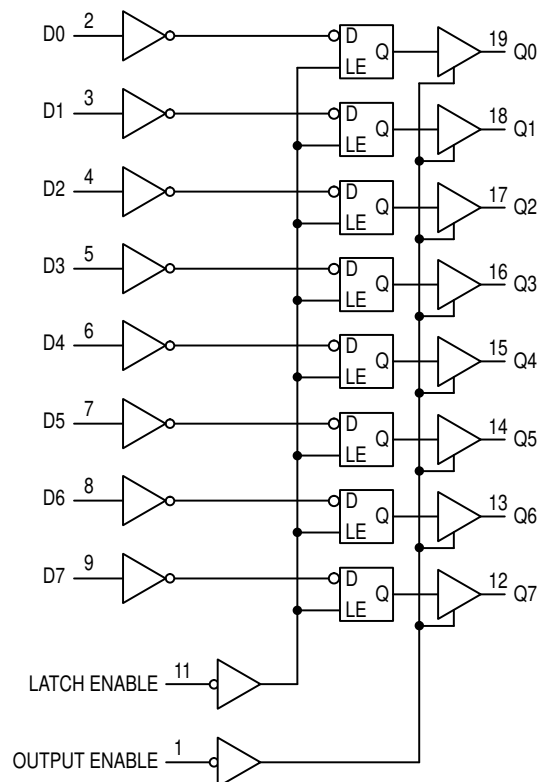 D0 2 D Q LE 19 Q0
D1 3 D Q LE 18 Q1
D2 4 D Q LE 17 Q2
D3 5 D Q LE 16 Q3
D4 6 D Q LE 15 Q4
D5 7 D Q LE 14 Q5
D6 8 D Q LE 13 Q6
D7 9 D Q LE 12 Q7
LATCH ENABLE 11
OUTPUT ENABLE 1